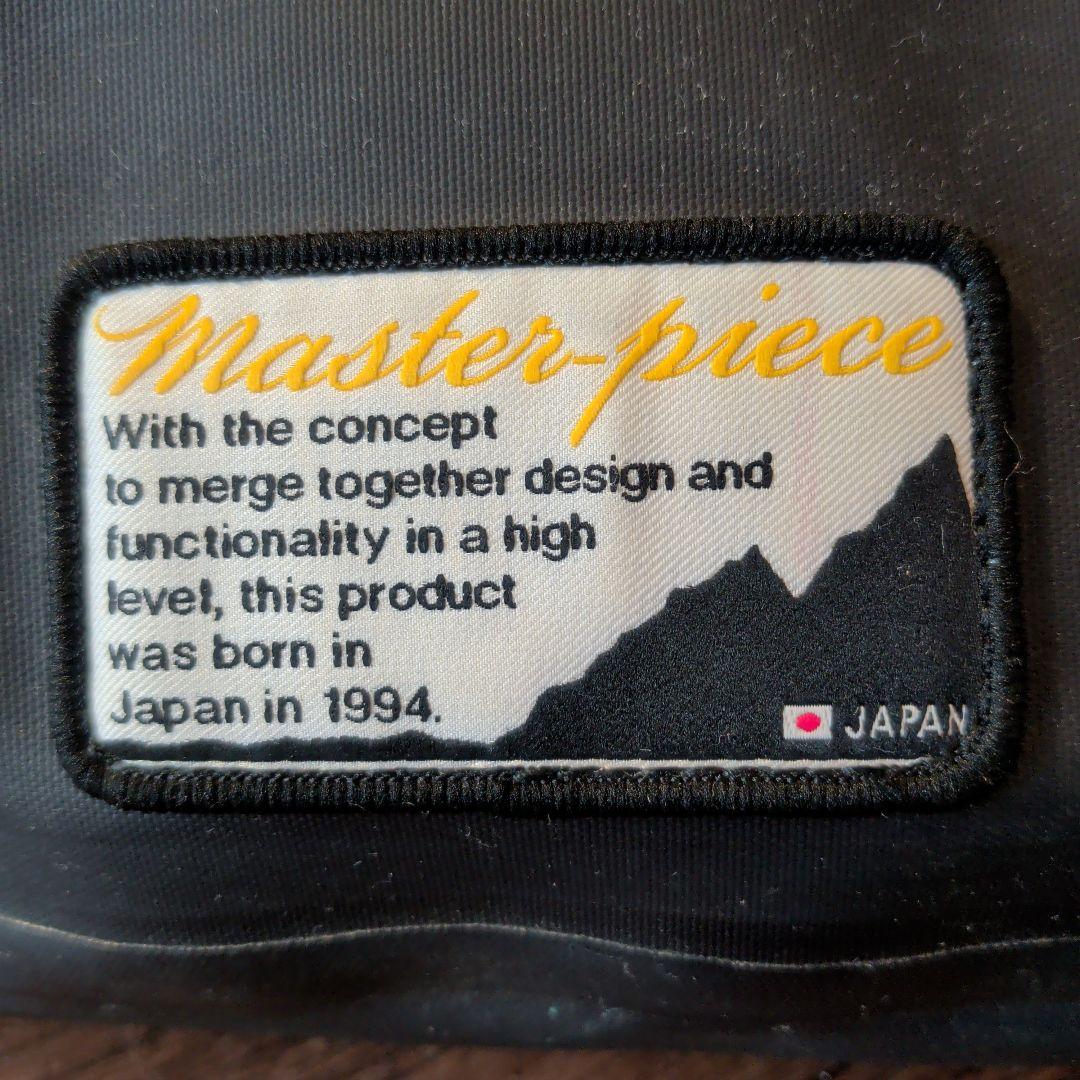 Master-piece
With the concept
to merge together design and
functionality in a high
level, this product
was born in
Japan in 1994.
JAPAN